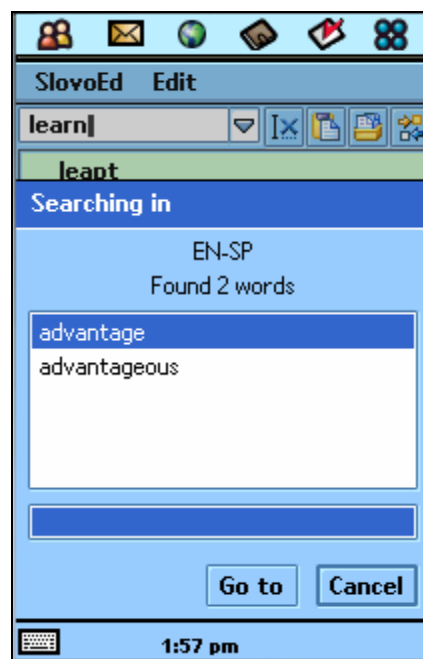 SlovoEd Edit
learn
leapt
Searching in
EN-SP
Found 2 words
advantage
advantageous
Go to Cancel
1:57 pm